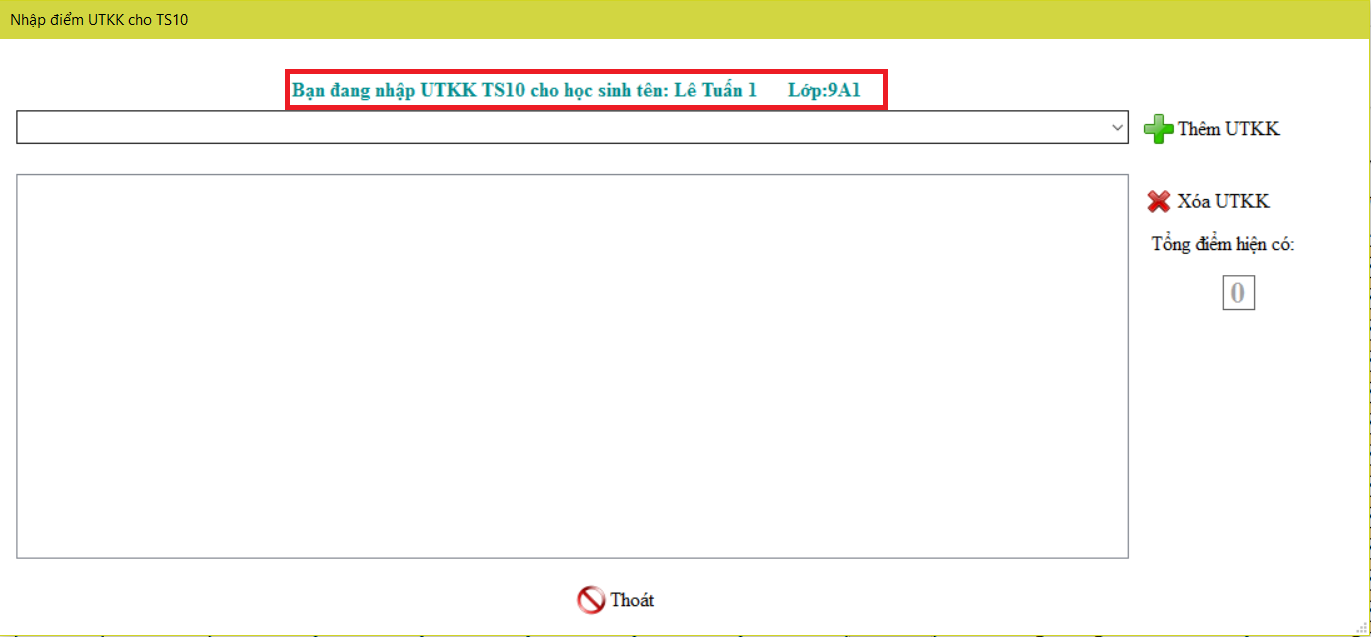 Nhập điểm UTKK cho TS10
Bạn đang nhập UTKK TS10 cho học sinh tên: Lê Tuấn 1 Lớp:9A1
Thêm UTKK
Xóa UTKK
Tổng điểm hiện có:
0
Thoát